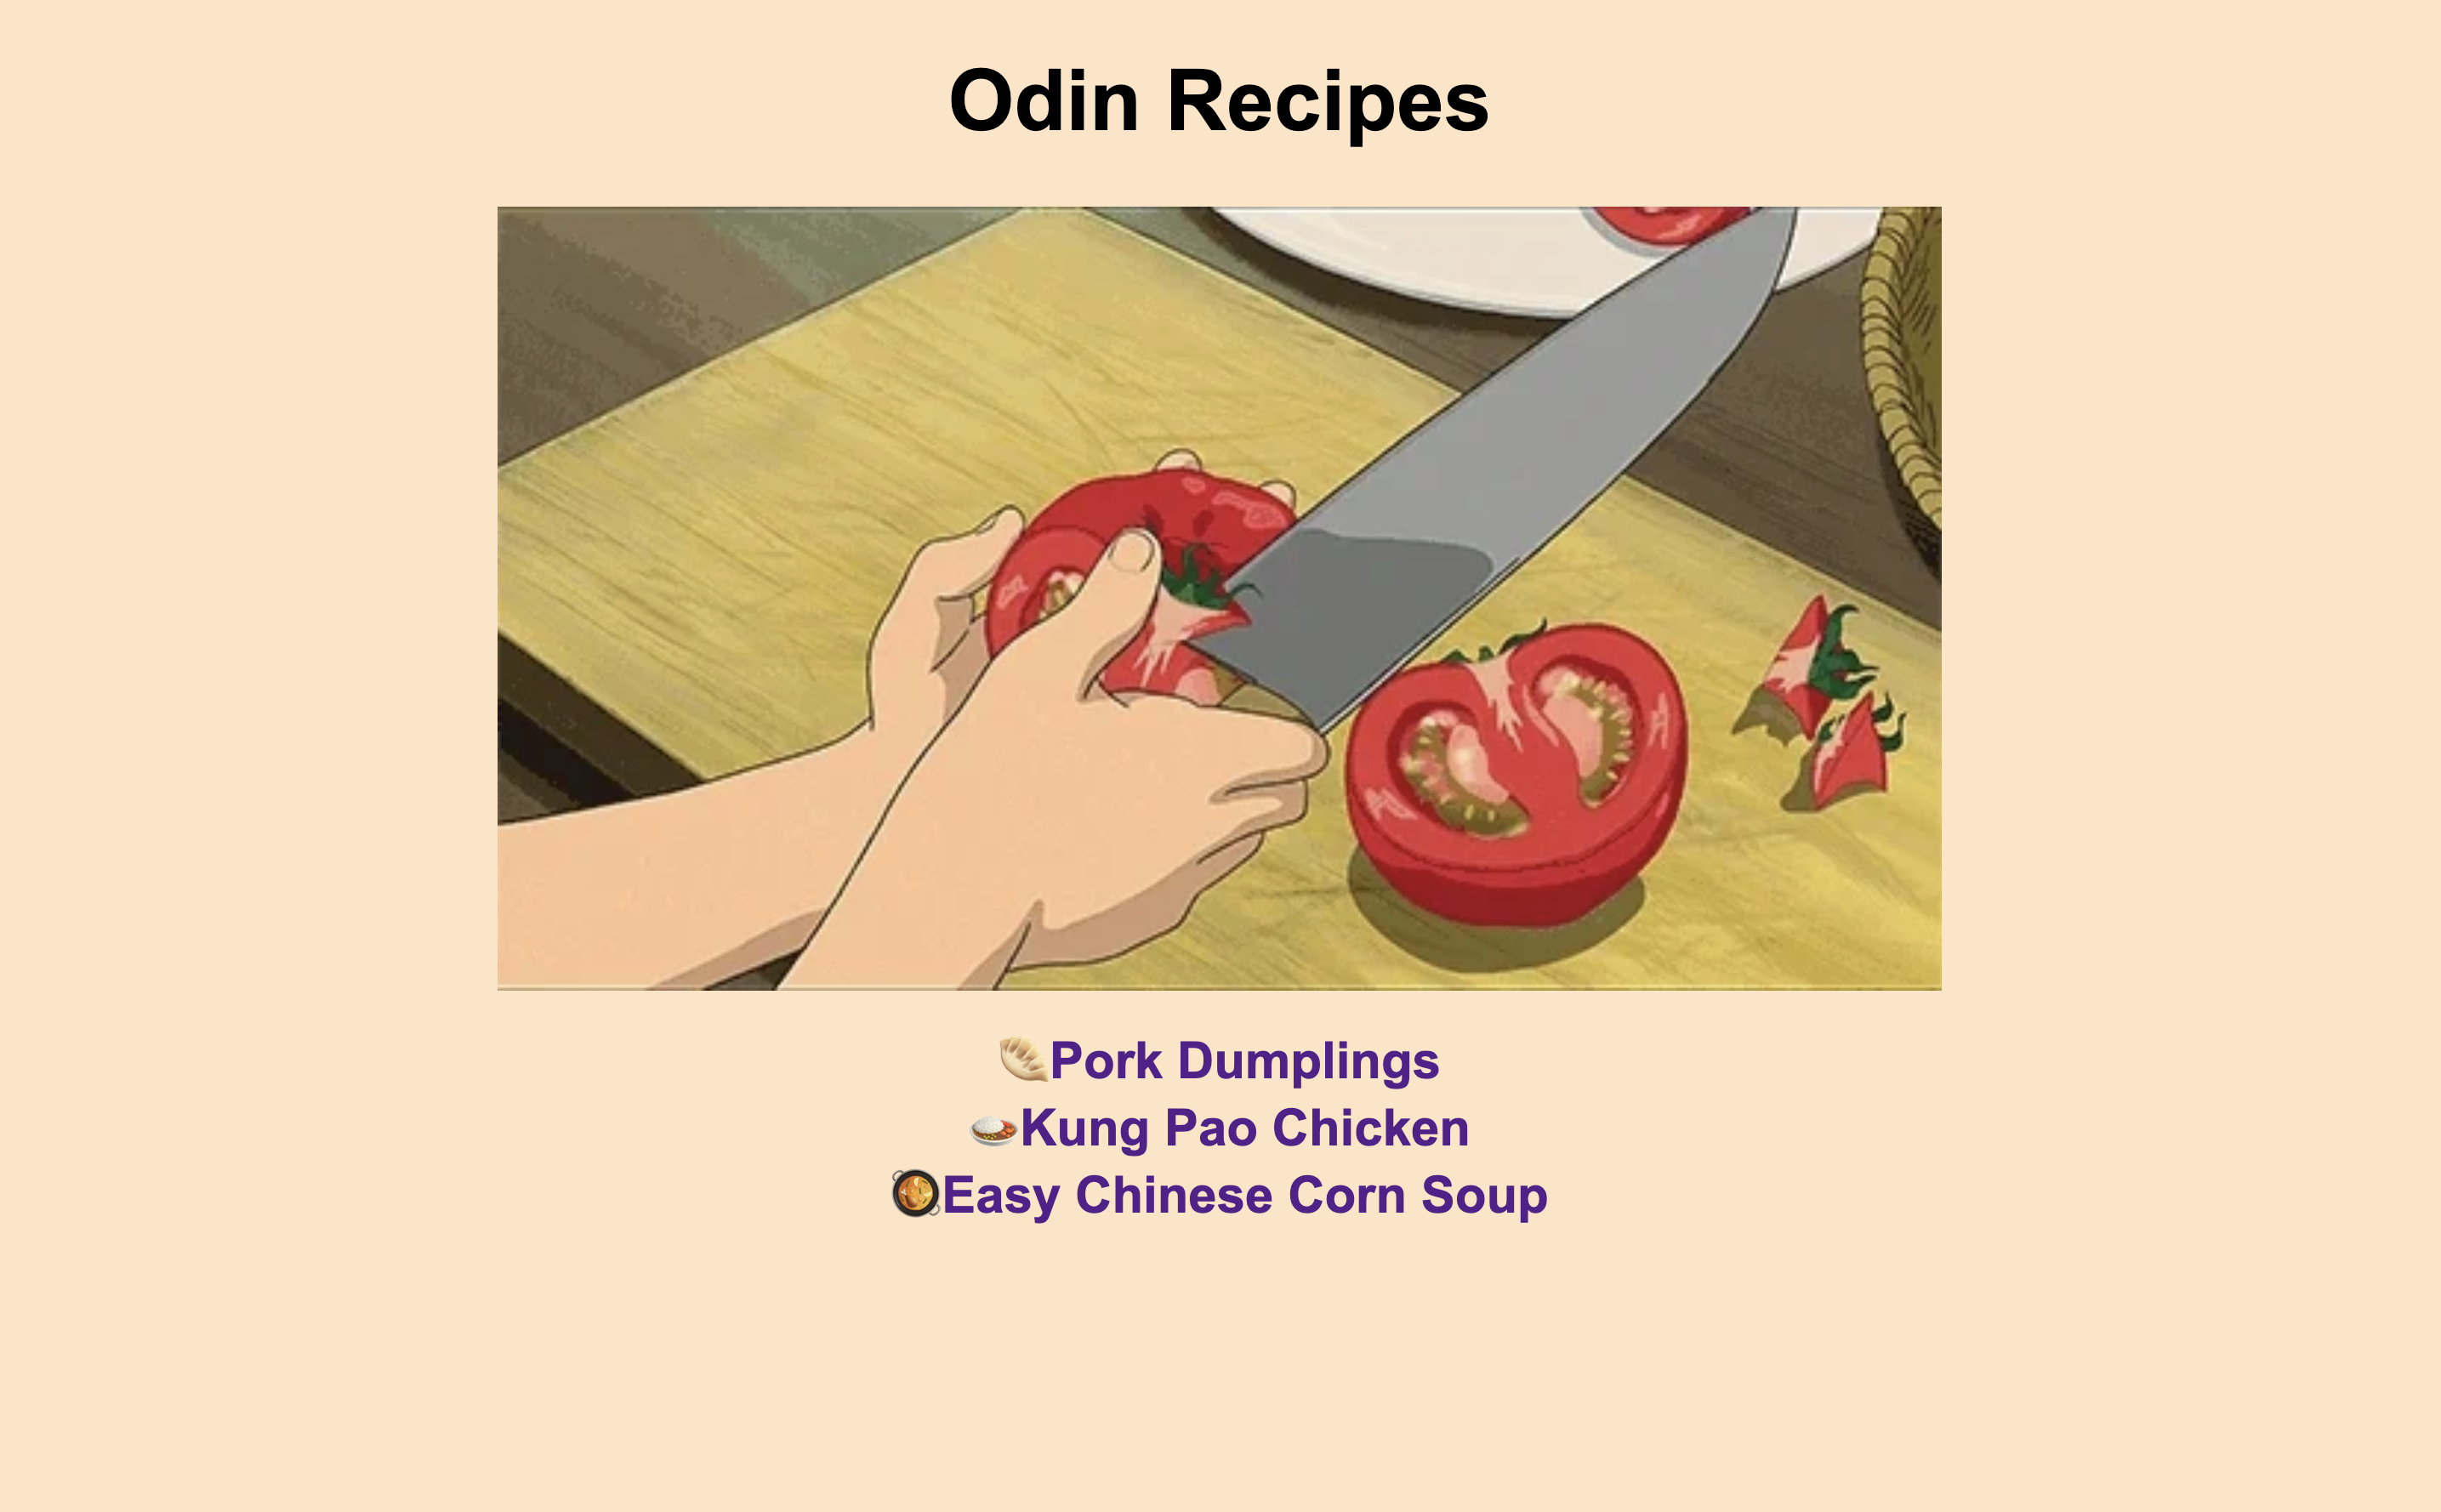 Odin Recipes
🥟Pork Dumplings
🍛Kung Pao Chicken
🥘Easy Chinese Corn Soup